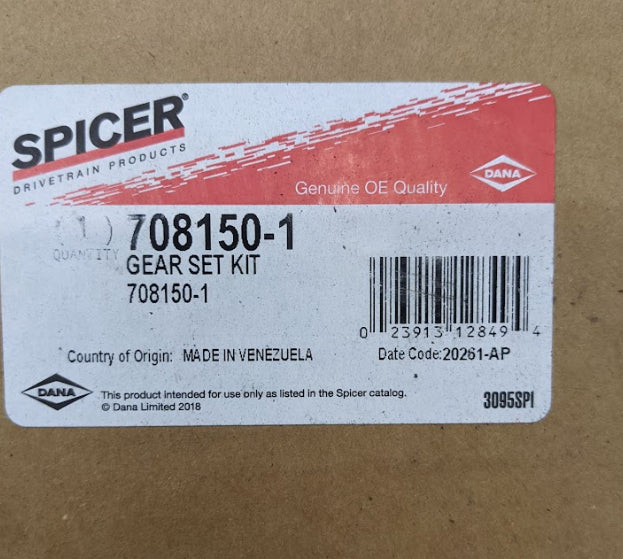 SPICER®
DRIVETRAIN PRODUCTS
Genuine OE Quality
DANA
(1) 708150-1
QUANTITY
GEAR SET KIT
708150-1
0 23913 12849 4
Country of Origin: MADE IN VENEZUELA
Date Code:20261-AP
DANA
This product intended for use only as listed in the Spicer catalog.
© Dana Limited 2018
3095SPI